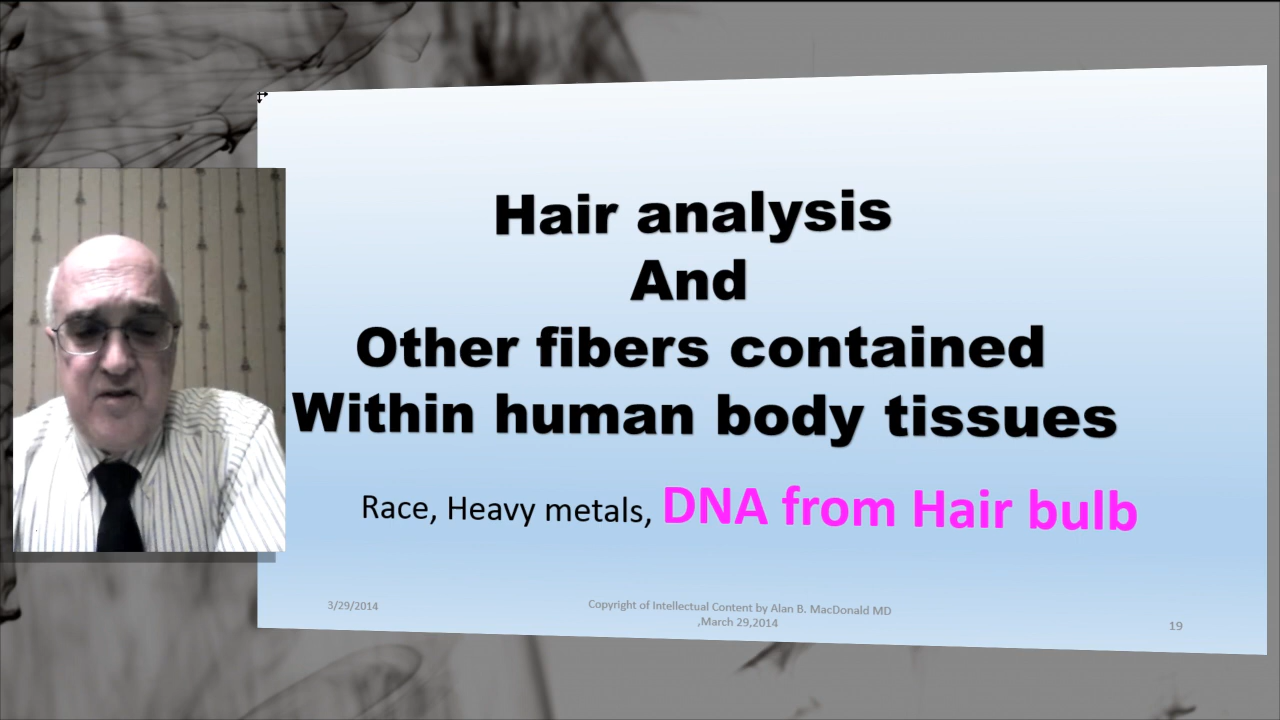 Hair analysis
And
Other fibers contained
Within human body tissues
Race, Heavy metals, DNA from Hair bulb
3/29/2014
Copyright of Intellectual Content by Alan B. MacDonald MD
,March 29,2014
19